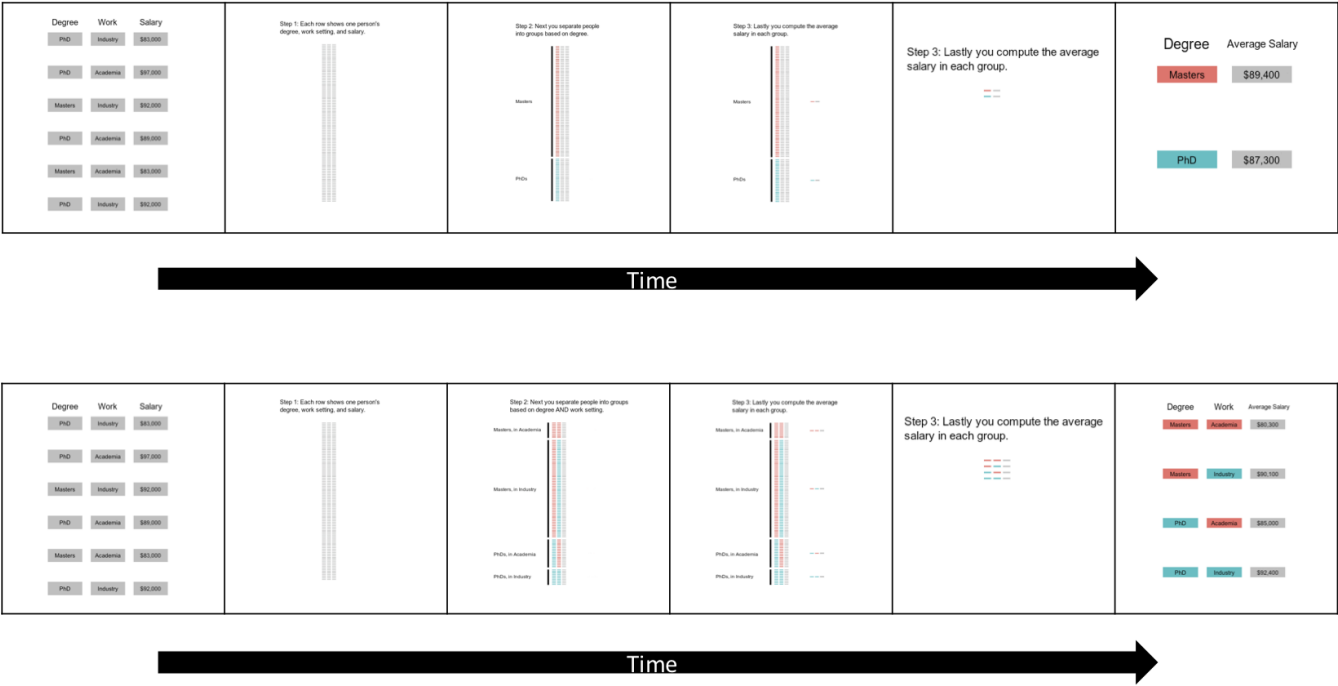 Degree Work Salary
PhD Industry $83,000
PhD Academia $97,000
Masters Industry $92,000
PhD Academia $89,000
Masters Academia $83,000
PhD Industry $92,000
Step 1: Each row shows one person's
degree, work setting, and salary.
Step 2: Next you separate people
into groups based on degree.
Masters
PhDs
Step 3: Lastly you compute the average
salary in each group.
Masters
PhDs
Step 3: Lastly you compute the average
salary in each group.
Degree Average Salary
Masters $89,400
PhD $87,300
Time
Degree Work Salary
PhD Industry $83,000
PhD Academia $97,000
Masters Industry $92,000
PhD Academia $89,000
Masters Academia $83,000
PhD Industry $92,000
Step 1: Each row shows one person's
degree, work setting, and salary.
Step 2: Next you separate people into groups
based on degree AND work setting.
Masters, in Academia
Masters, in Industry
PhDs, in Academia
PhDs, in Industry
Step 3: Lastly you compute the average
salary in each group.
Masters, in Academia
Masters, in Industry
PhDs, in Academia
PhDs, in Industry
Step 3: Lastly you compute the average
salary in each group.
Degree Work Average Salary
Masters Academia $80,300
Masters Industry $90,100
PhD Academia $85,000
PhD Industry $92,400
Time